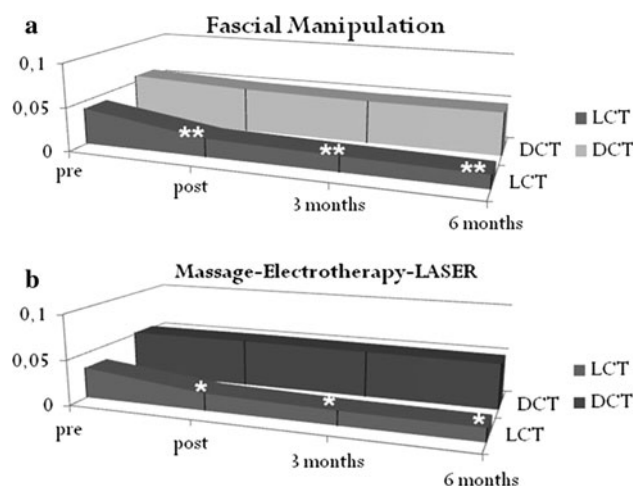 a
Fascial Manipulation
0,1
0,05
0
pre
post
3 months
6 months
**
**
**
DCT
LCT
LCT
DCT
b
Massage-Electrotherapy-LASER
0,1
0,05
0
pre
post
3 months
6 months
*
*
*
DCT
LCT
LCT
DCT